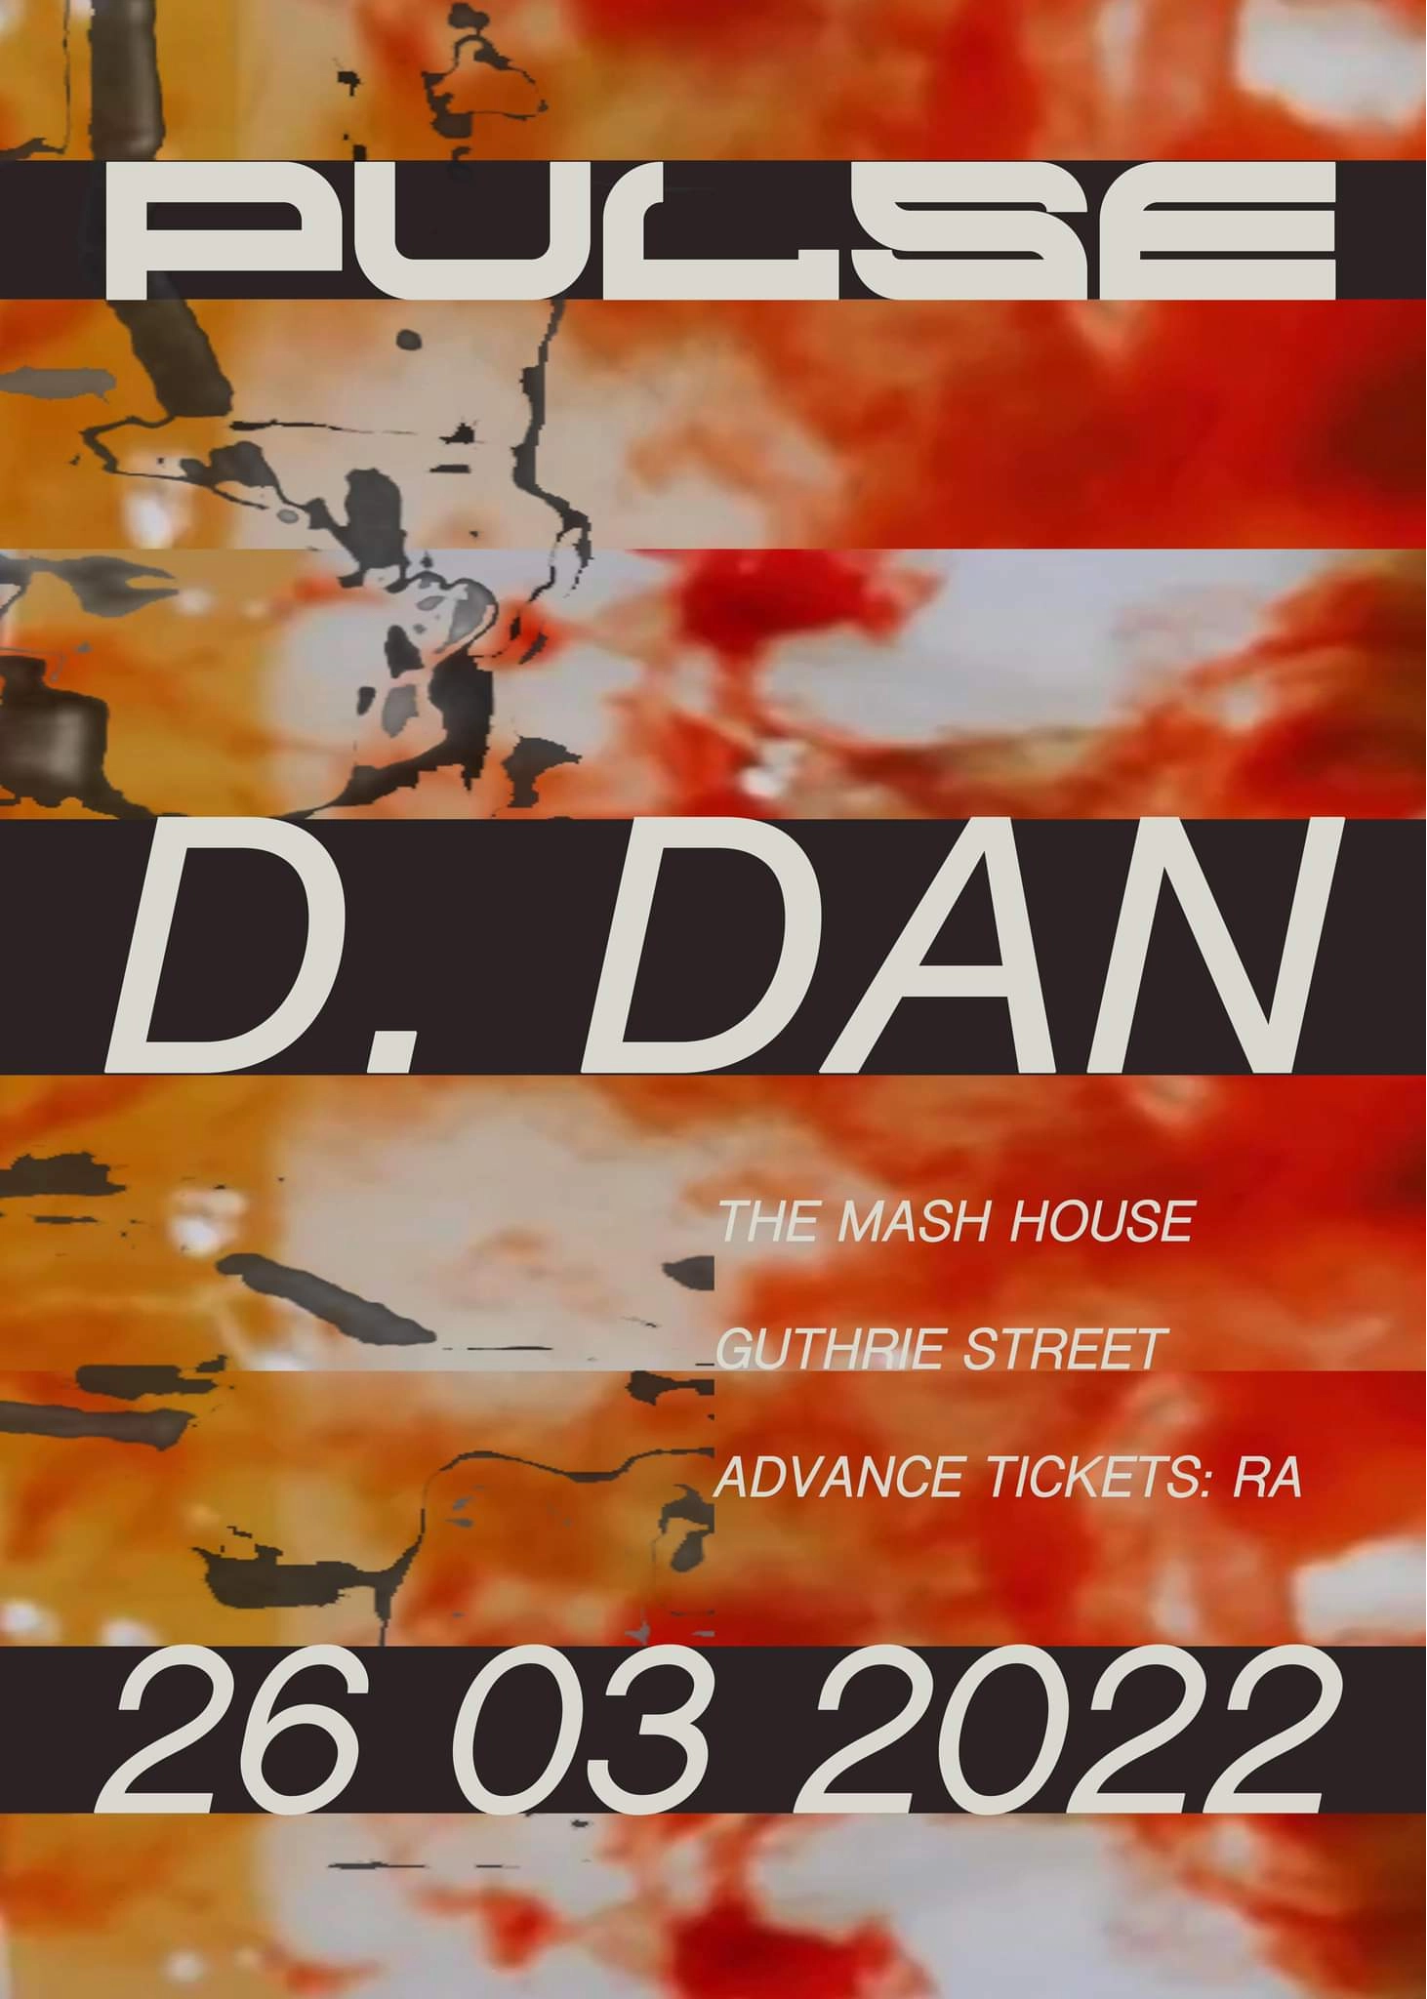 PULSE
D. DAN
THE MASH HOUSE
GUTHRIE STREET
ADVANCE TICKETS: RA
26 03 2022